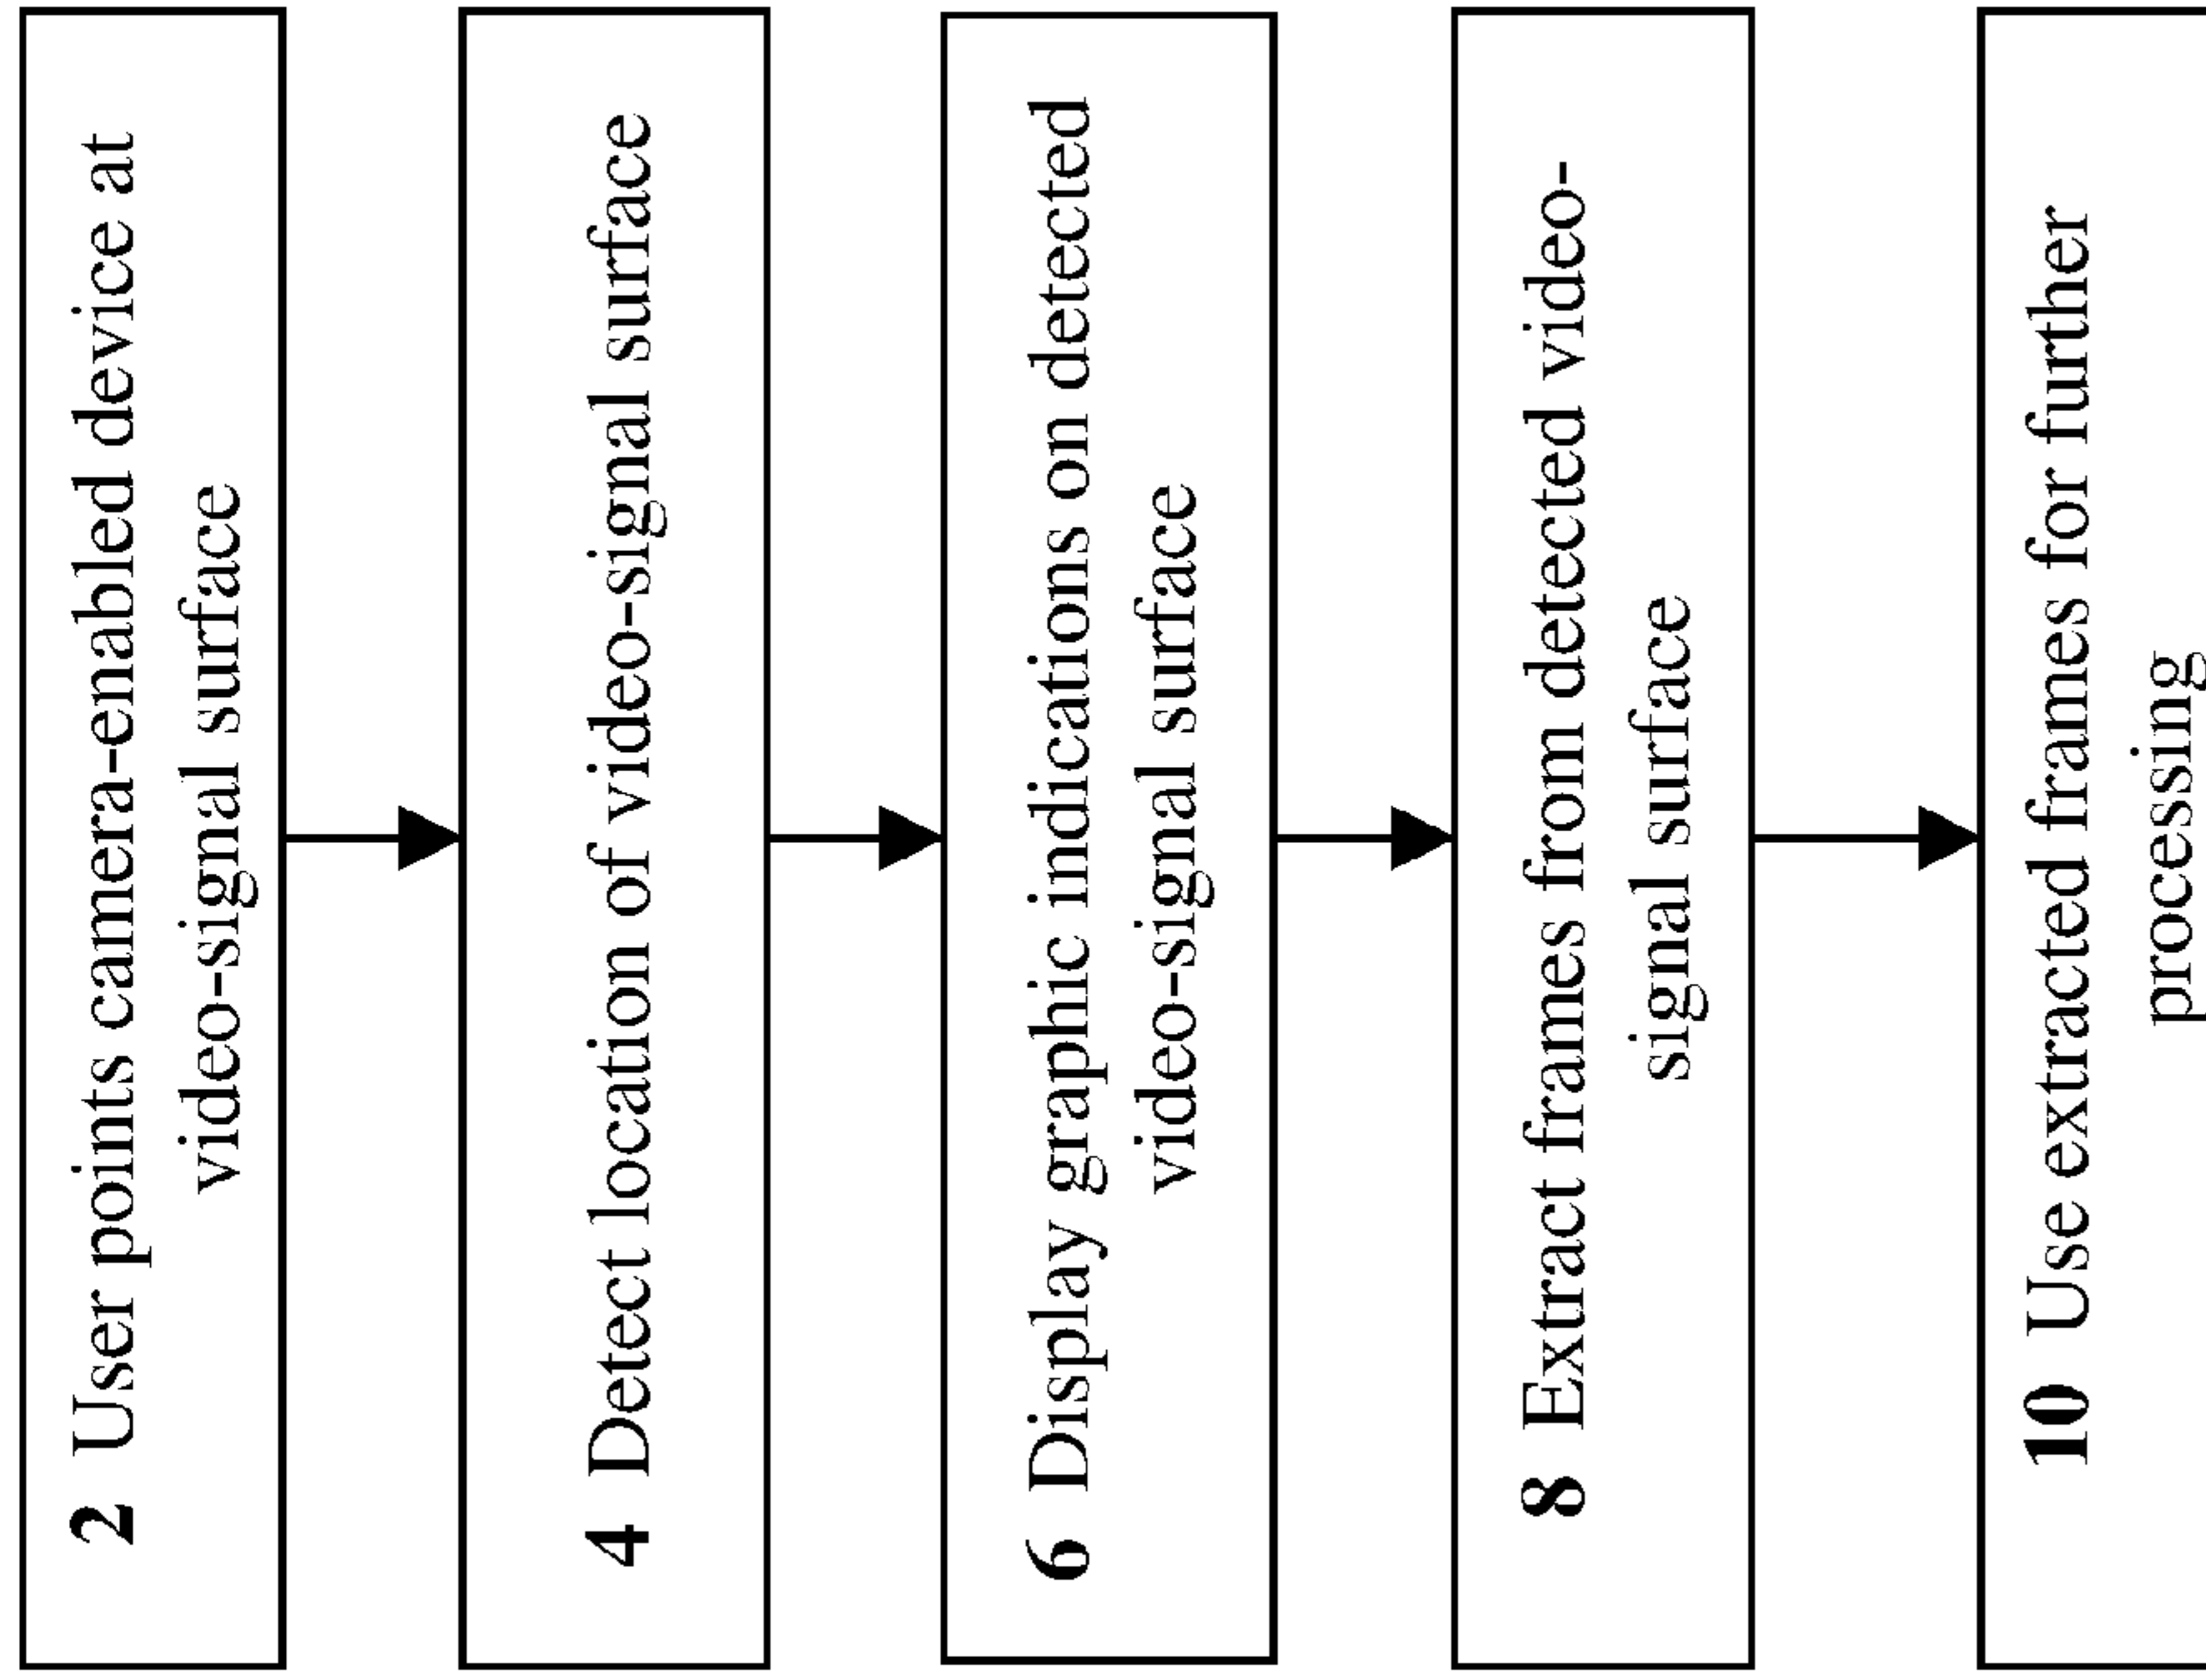 2 User points camera-enabled device at
video-signal surface
4 Detect location of video-signal surface
6 Display graphic indications on detected
video-signal surface
8 Extract frames from detected video-
signal surface
10 Use extracted frames for further
processing